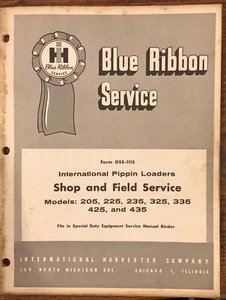 IH
Blue Ribbon
SERVICE
Blue Ribbon
Service
Form GSS-1113
International Pippin Loaders
Shop and Field Service
Models: 205, 225, 235, 325, 335
425, and 435
File in Special Duty Equipment Service Manual Binder
INTERNATIONAL HARVESTER COMPANY
180 NORTH MICHIGAN AVE. CHICAGO 1, ILLINOIS